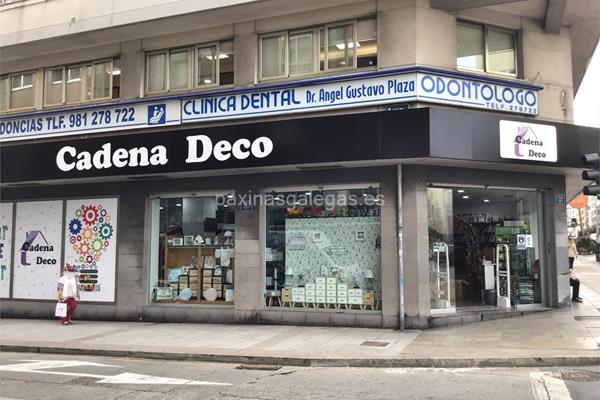 DONCIAS TLF. 981 278 722 CLINICA DENTAL Dr. Angel Gustavo Plaza ODONTOLOGO
TELF. 278722
Cadena Deco
Cadena
Deco
paxinasgalegas.es
Cadena
Deco